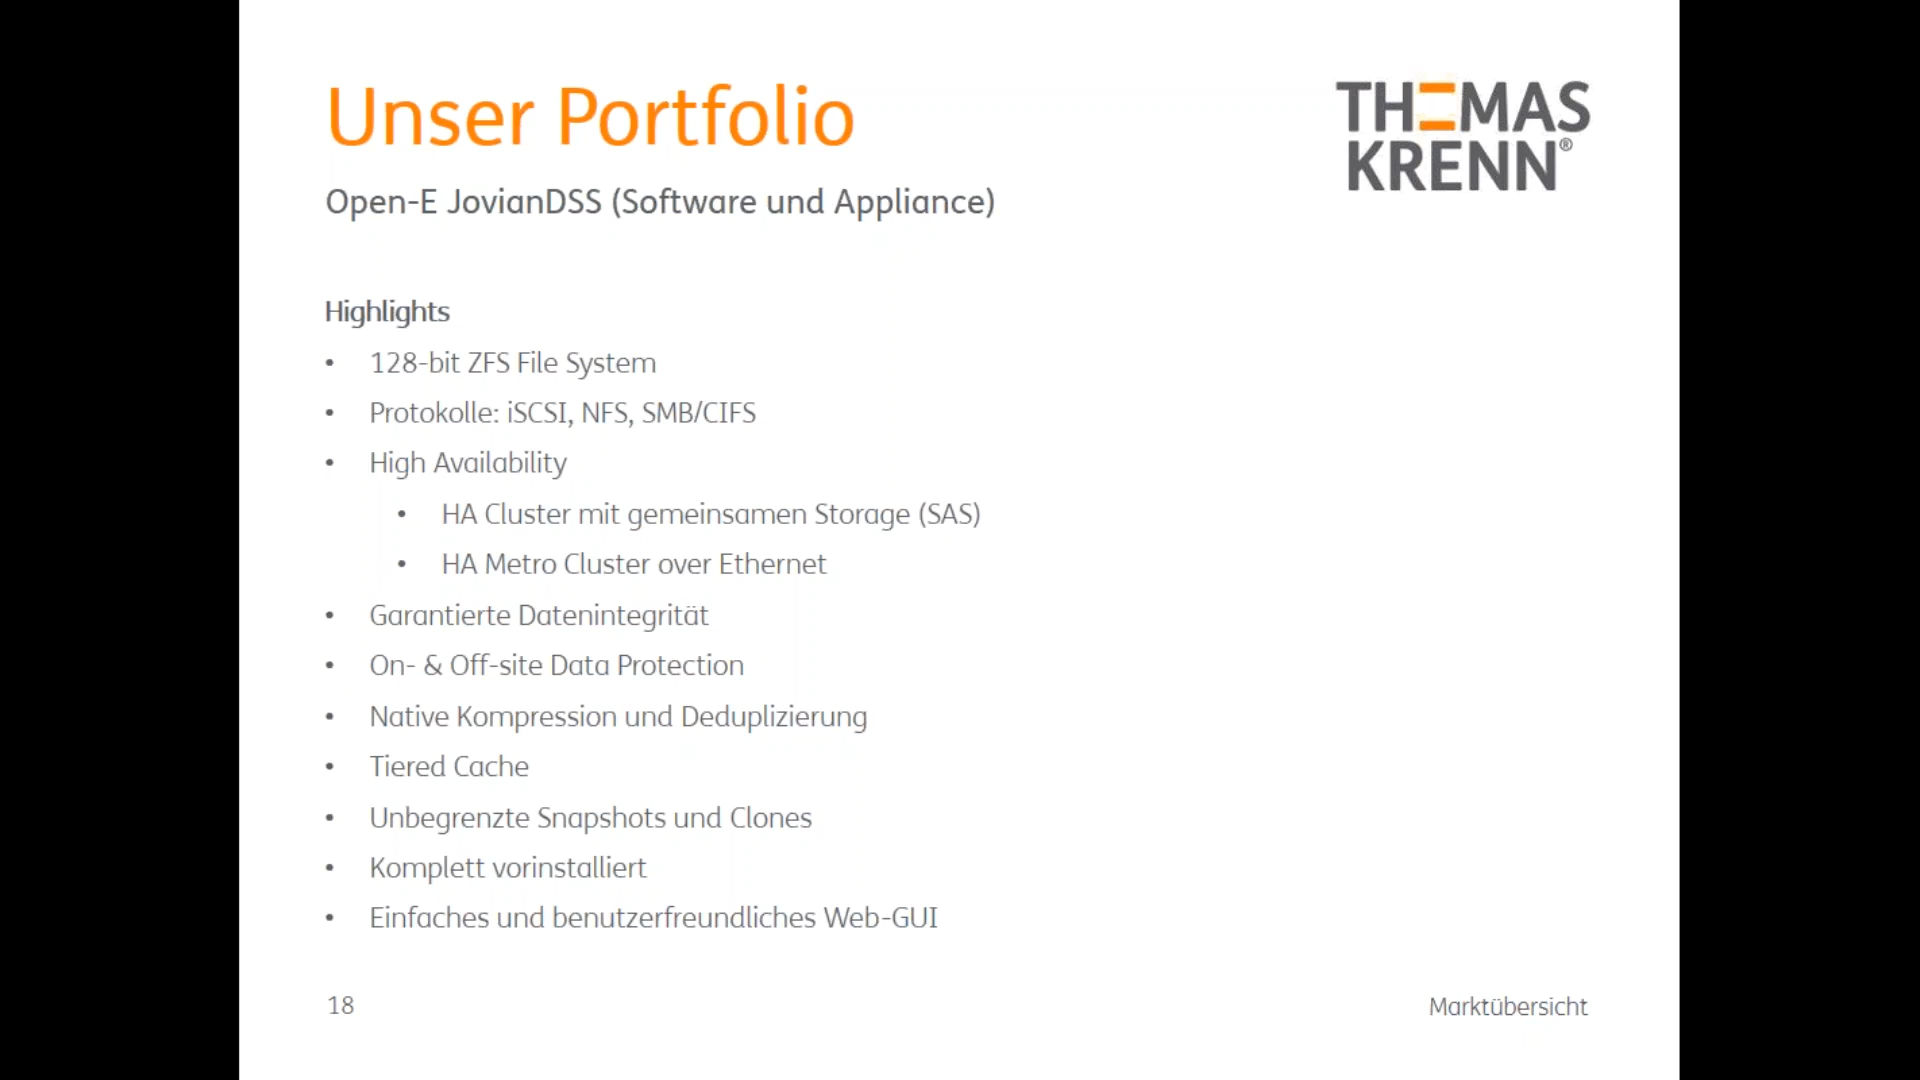 Unser Portfolio
THOMAS
KRENN®
Open-E JovianDSS (Software und Appliance)
Highlights
• 128-bit ZFS File System
• Protokolle: iSCSI, NFS, SMB/CIFS
• High Availability
• HA Cluster mit gemeinsamen Storage (SAS)
• HA Metro Cluster over Ethernet
• Garantierte Datenintegrität
• On- & Off-site Data Protection
• Native Kompression und Deduplizierung
• Tiered Cache
• Unbegrenzte Snapshots und Clones
• Komplett vorinstalliert
• Einfaches und benutzerfreundliches Web-GUI
18
Marktübersicht